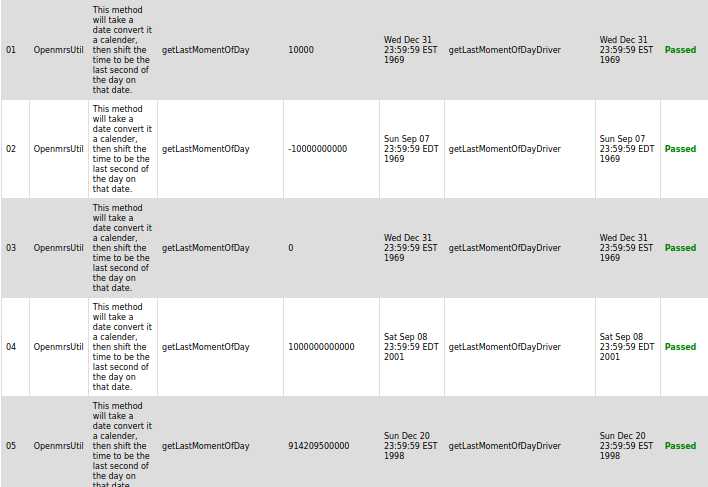 01 OpenmrsUtil This method will take a date convert it a calender, then shift the time to be the last second of the day on that date. getLastMomentOfDay 10000 Wed Dec 31 23:59:59 EST 1969 getLastMomentOfDayDriver Wed Dec 31 23:59:59 EST 1969 Passed
02 OpenmrsUtil This method will take a date convert it a calender, then shift the time to be the last second of the day on that date. getLastMomentOfDay -10000000000 Sun Sep 07 23:59:59 EDT 1969 getLastMomentOfDayDriver Sun Sep 07 23:59:59 EDT 1969 Passed
03 OpenmrsUtil This method will take a date convert it a calender, then shift the time to be the last second of the day on that date. getLastMomentOfDay 0 Wed Dec 31 23:59:59 EST 1969 getLastMomentOfDayDriver Wed Dec 31 23:59:59 EST 1969 Passed
04 OpenmrsUtil This method will take a date convert it a calender, then shift the time to be the last second of the day on that date. getLastMomentOfDay 1000000000000 Sat Sep 08 23:59:59 EDT 2001 getLastMomentOfDayDriver Sat Sep 08 23:59:59 EDT 2001 Passed
05 OpenmrsUtil This method will take a date convert it a calender, then shift the time to be the last second of the day on that date. getLastMomentOfDay 914209500000 Sun Dec 20 23:59:59 EST 1998 getLastMomentOfDayDriver Sun Dec 20 23:59:59 EST 1998 Passed